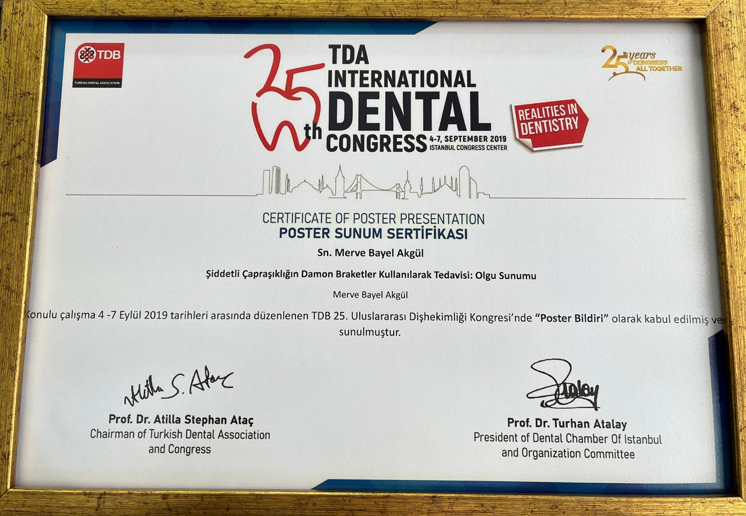 TDB
TURKISH DENTAL ASSOCIATION
25th
TDA
INTERNATIONAL
DENTAL
CONGRESS
4-7, SEPTEMBER 2019
ISTANBUL CONGRESS CENTER
REALITIES IN
DENTISTRY
25 years
CONGRESS
ALL TOGETHER
CERTIFICATE OF POSTER PRESENTATION
POSTER SUNUM SERTİFİKASI
Sn. Merve Bayel Akgül
Şiddetli Çapraşıklığın Damon Braketler Kullanılarak Tedavisi: Olgu Sunumu
Merve Bayel Akgül
konulu çalışma 4 -7 Eylül 2019 tarihleri arasında düzenlenen TDB 25. Uluslararası Dişhekimliği Kongresi’nde “Poster Bildiri” olarak kabul edilmiş ve
sunulmuştur.
Atilla S. Ataç
Atalay
Prof. Dr. Atilla Stephan Ataç
Chairman of Turkish Dental Association
and Congress
Prof. Dr. Turhan Atalay
President of Dental Chamber Of Istanbul
and Organization Committee